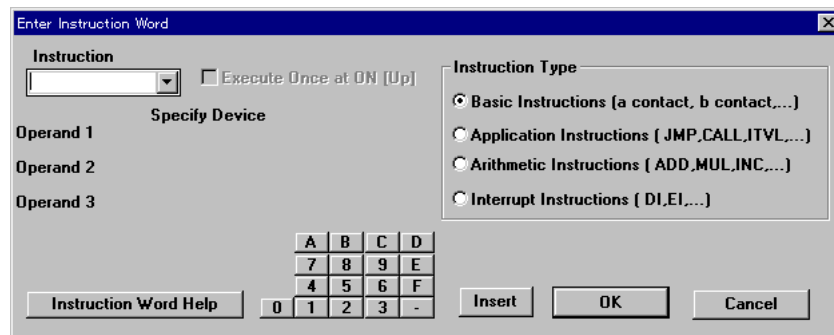 Enter Instruction Word
Instruction
Execute Once at ON [Up]
Specify Device
Operand 1
Operand 2
Operand 3
Instruction Type
Basic Instructions (a contact, b contact,...)
Application Instructions ( JMP,CALL,ITVL,...)
Arithmetic Instructions ( ADD,MUL,INC,...)
Interrupt Instructions ( DI,EI,...)
A B C D
7 8 9 E
4 5 6 F
0 1 2 3 -
Instruction Word Help
Insert
OK
Cancel